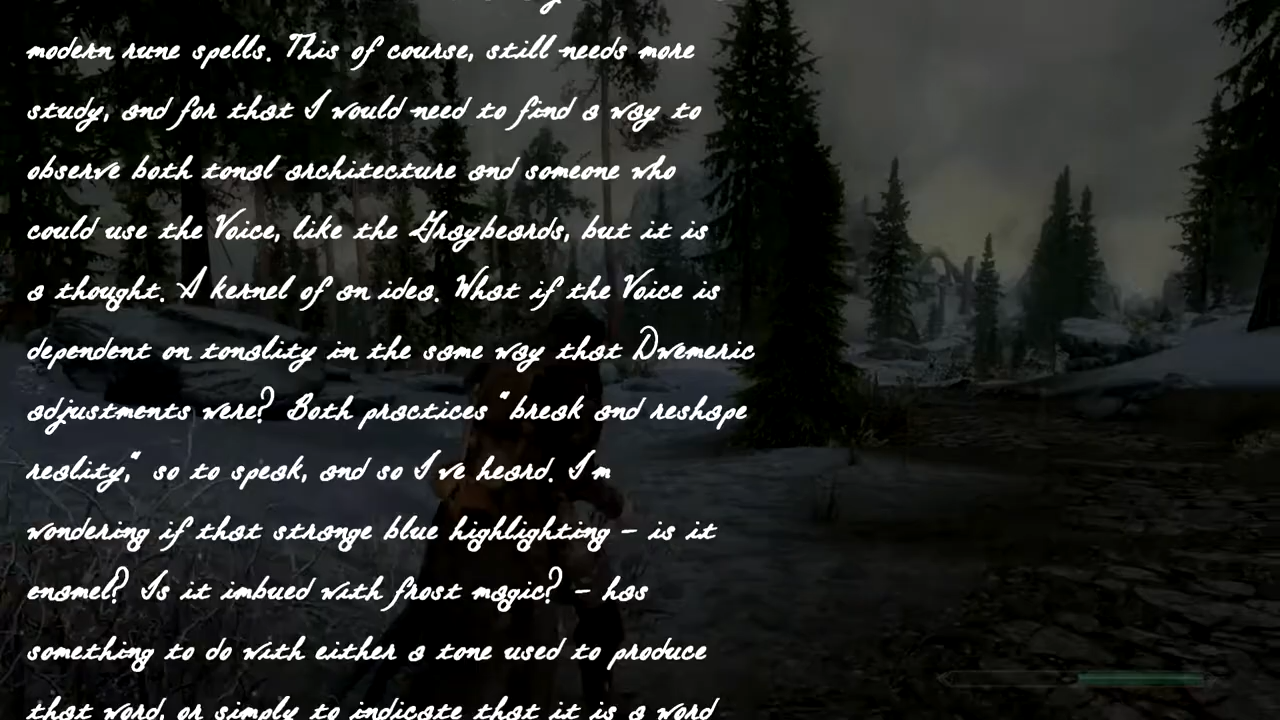 modern rune spells. This of course, still needs more
study, and for that I would need to find a way to
observe both tonal architecture and someone who
could use the Voice, like the Graybeards, but it is
a thought. A kernel of an idea. What if the Voice is
dependent on tonality in the same way that Dwemeric
adjustments were? Both practices "break and reshape
reality," so to speak, and so I've heard. I'm
wondering if that strange blue highlighting - is it
enamel? Is it imbued with frost magic? - has
something to do with either a tone used to produce
that word, or simply to indicate that it is a word